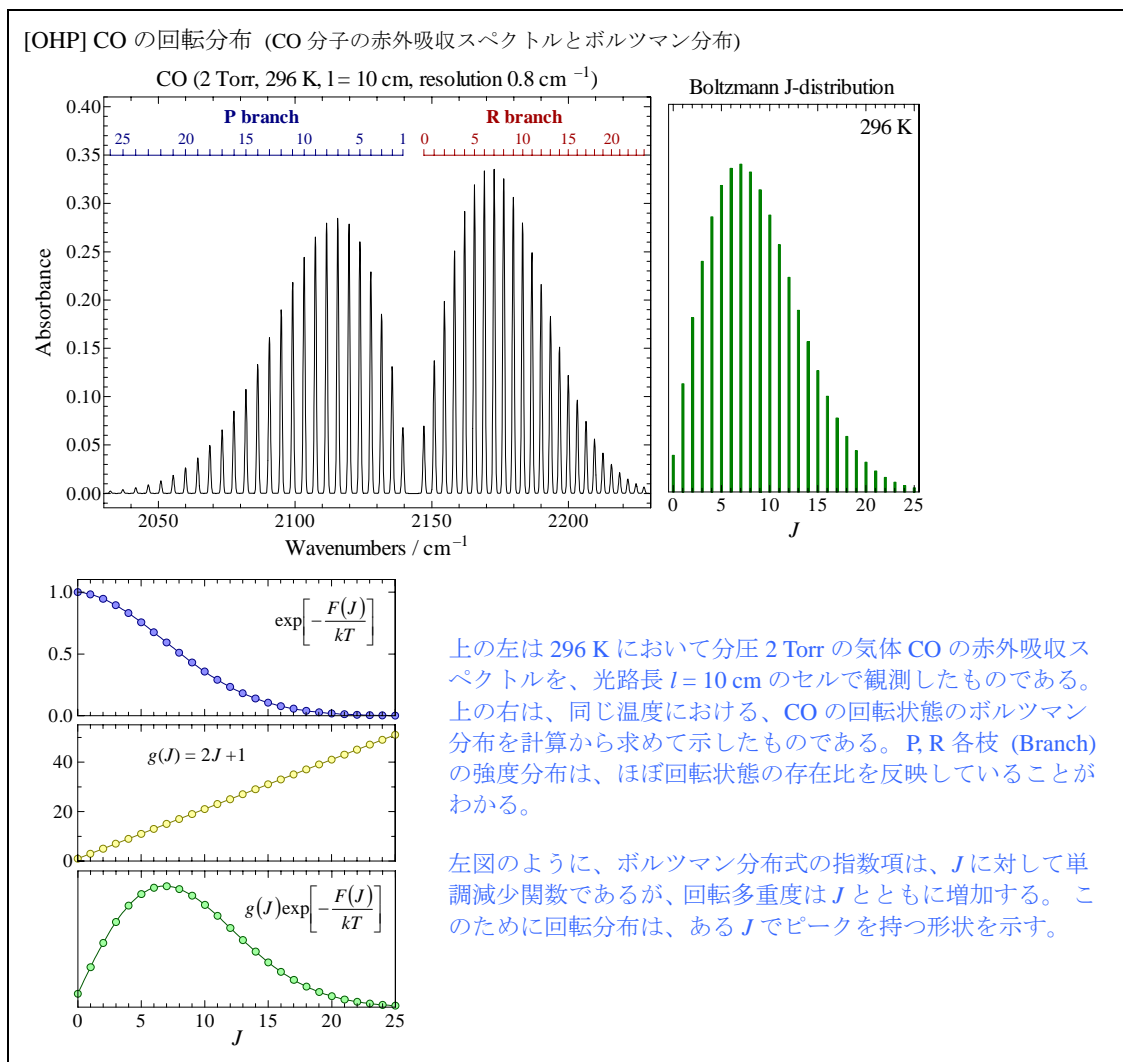 [OHP] CO の回転分布 (CO 分子の赤外吸収スペクトルとボルツマン分布)
CO (2 Torr, 296 K, l = 10 cm, resolution 0.8 cm⁻¹)
P branch
R branch
25 20 15 10 5 1
0 5 10 15 20
0.40
0.35
0.30
0.25
0.20
0.15
0.10
0.05
0.00
Absorbance
2050 2100 2150 2200
Wavenumbers / cm⁻¹
Boltzmann J-distribution
296 K
0 5 10 15 20 25
J
1.0
0.5
0.0
exp[-F(J)/kT]
40
20
0
g(J) = 2J+1
g(J)exp[-F(J)/kT]
0 5 10 15 20 25
J
上の左は 296 K において分圧 2 Torr の気体 CO の赤外吸収ス
ペクトルを、光路長 l = 10 cm のセルで観測したものである。
上の右は、同じ温度における、CO の回転状態のボルツマン
分布を計算から求めて示したものである。P, R 各枝 (Branch)
の強度分布は、ほぼ回転状態の存在比を反映していることが
わかる。
左図のように、ボルツマン分布式の指数項は、J に対して単
調減少関数であるが、回転多重度は J とともに増加する。 こ
のために回転分布は、ある J でピークを持つ形状を示す。